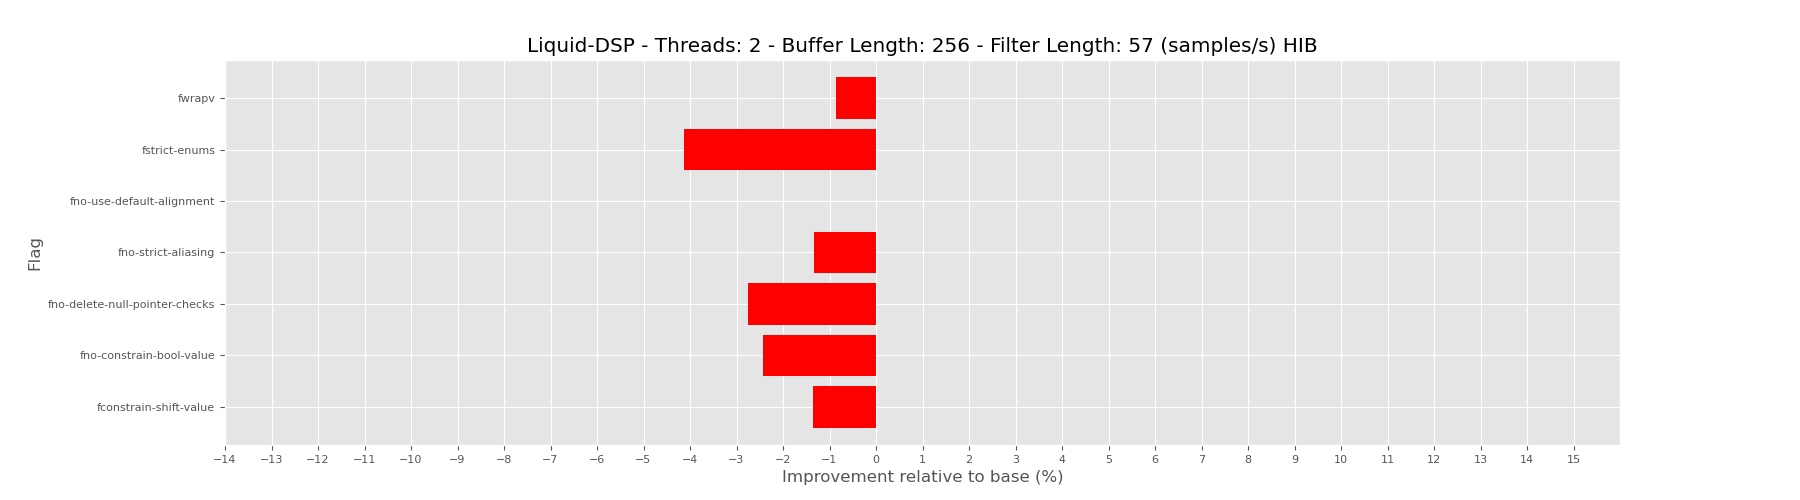 Liquid-DSP - Threads: 2 - Buffer Length: 256 - Filter Length: 57 (samples/s) HIB
Flag
fwrapv
fstrict-enums
fno-use-default-alignment
fno-strict-aliasing
fno-delete-null-pointer-checks
fno-constrain-bool-value
fconstrain-shift-value
−14 −13 −12 −11 −10 −9 −8 −7 −6 −5 −4 −3 −2 −1 0 1 2 3 4 5 6 7 8 9 10 11 12 13 14 15
Improvement relative to base (%)